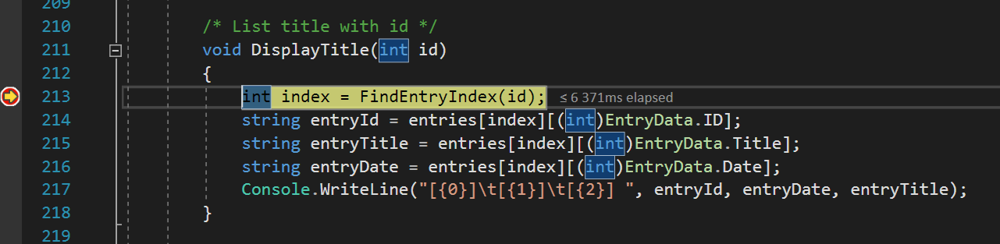 209
210 /* List title with id */
211 void DisplayTitle(int id)
212 {
213 int index = FindEntryIndex(id); ≤ 6 371ms elapsed
214 string entryId = entries[index][(int)EntryData.ID];
215 string entryTitle = entries[index][(int)EntryData.Title];
216 string entryDate = entries[index][(int)EntryData.Date];
217 Console.WriteLine("[{0}]\t[{1}]\t[{2}] ", entryId, entryDate, entryTitle);
218 }
219